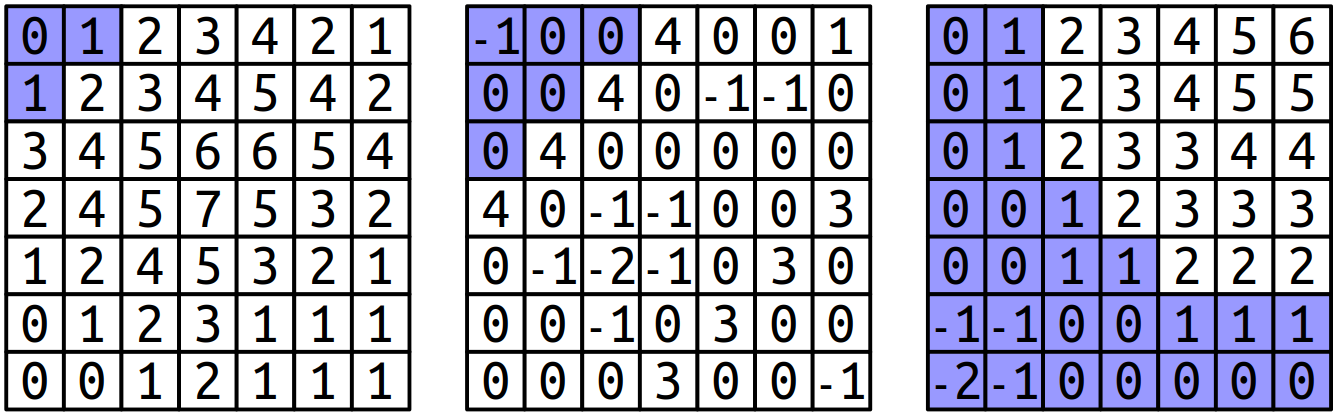 0 1 2 3 4 2 1 -1 0 0 4 0 0 1 0 1 2 3 4 5 6
1 2 3 4 5 4 2 0 0 4 0 -1 -1 0 0 1 2 3 4 5 5
3 4 5 6 6 5 4 0 4 0 0 0 0 0 0 1 2 3 3 4 4
2 4 5 7 5 3 2 4 0 -1 -1 0 0 3 0 0 1 2 3 3 3
1 2 4 5 3 2 1 0 -1 -2 -1 0 3 0 0 0 1 1 2 2 2
0 1 2 3 1 1 1 0 0 -1 0 3 0 0 -1 -1 0 0 1 1 1
0 0 1 2 1 1 1 0 0 0 3 0 0 -1 -2 -1 0 0 0 0 0